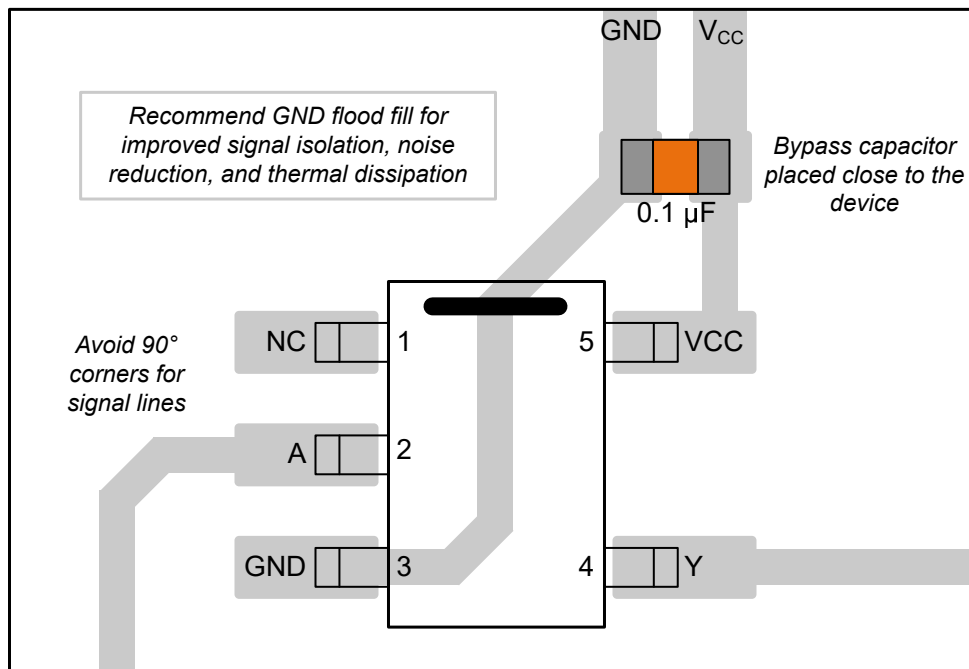 GND
V_CC
Recommend GND flood fill for
improved signal isolation, noise
reduction, and thermal dissipation
Bypass capacitor
placed close to the
device
0.1 µF
NC
1
5
VCC
Avoid 90°
corners for
signal lines
A
2
GND
3
4
Y